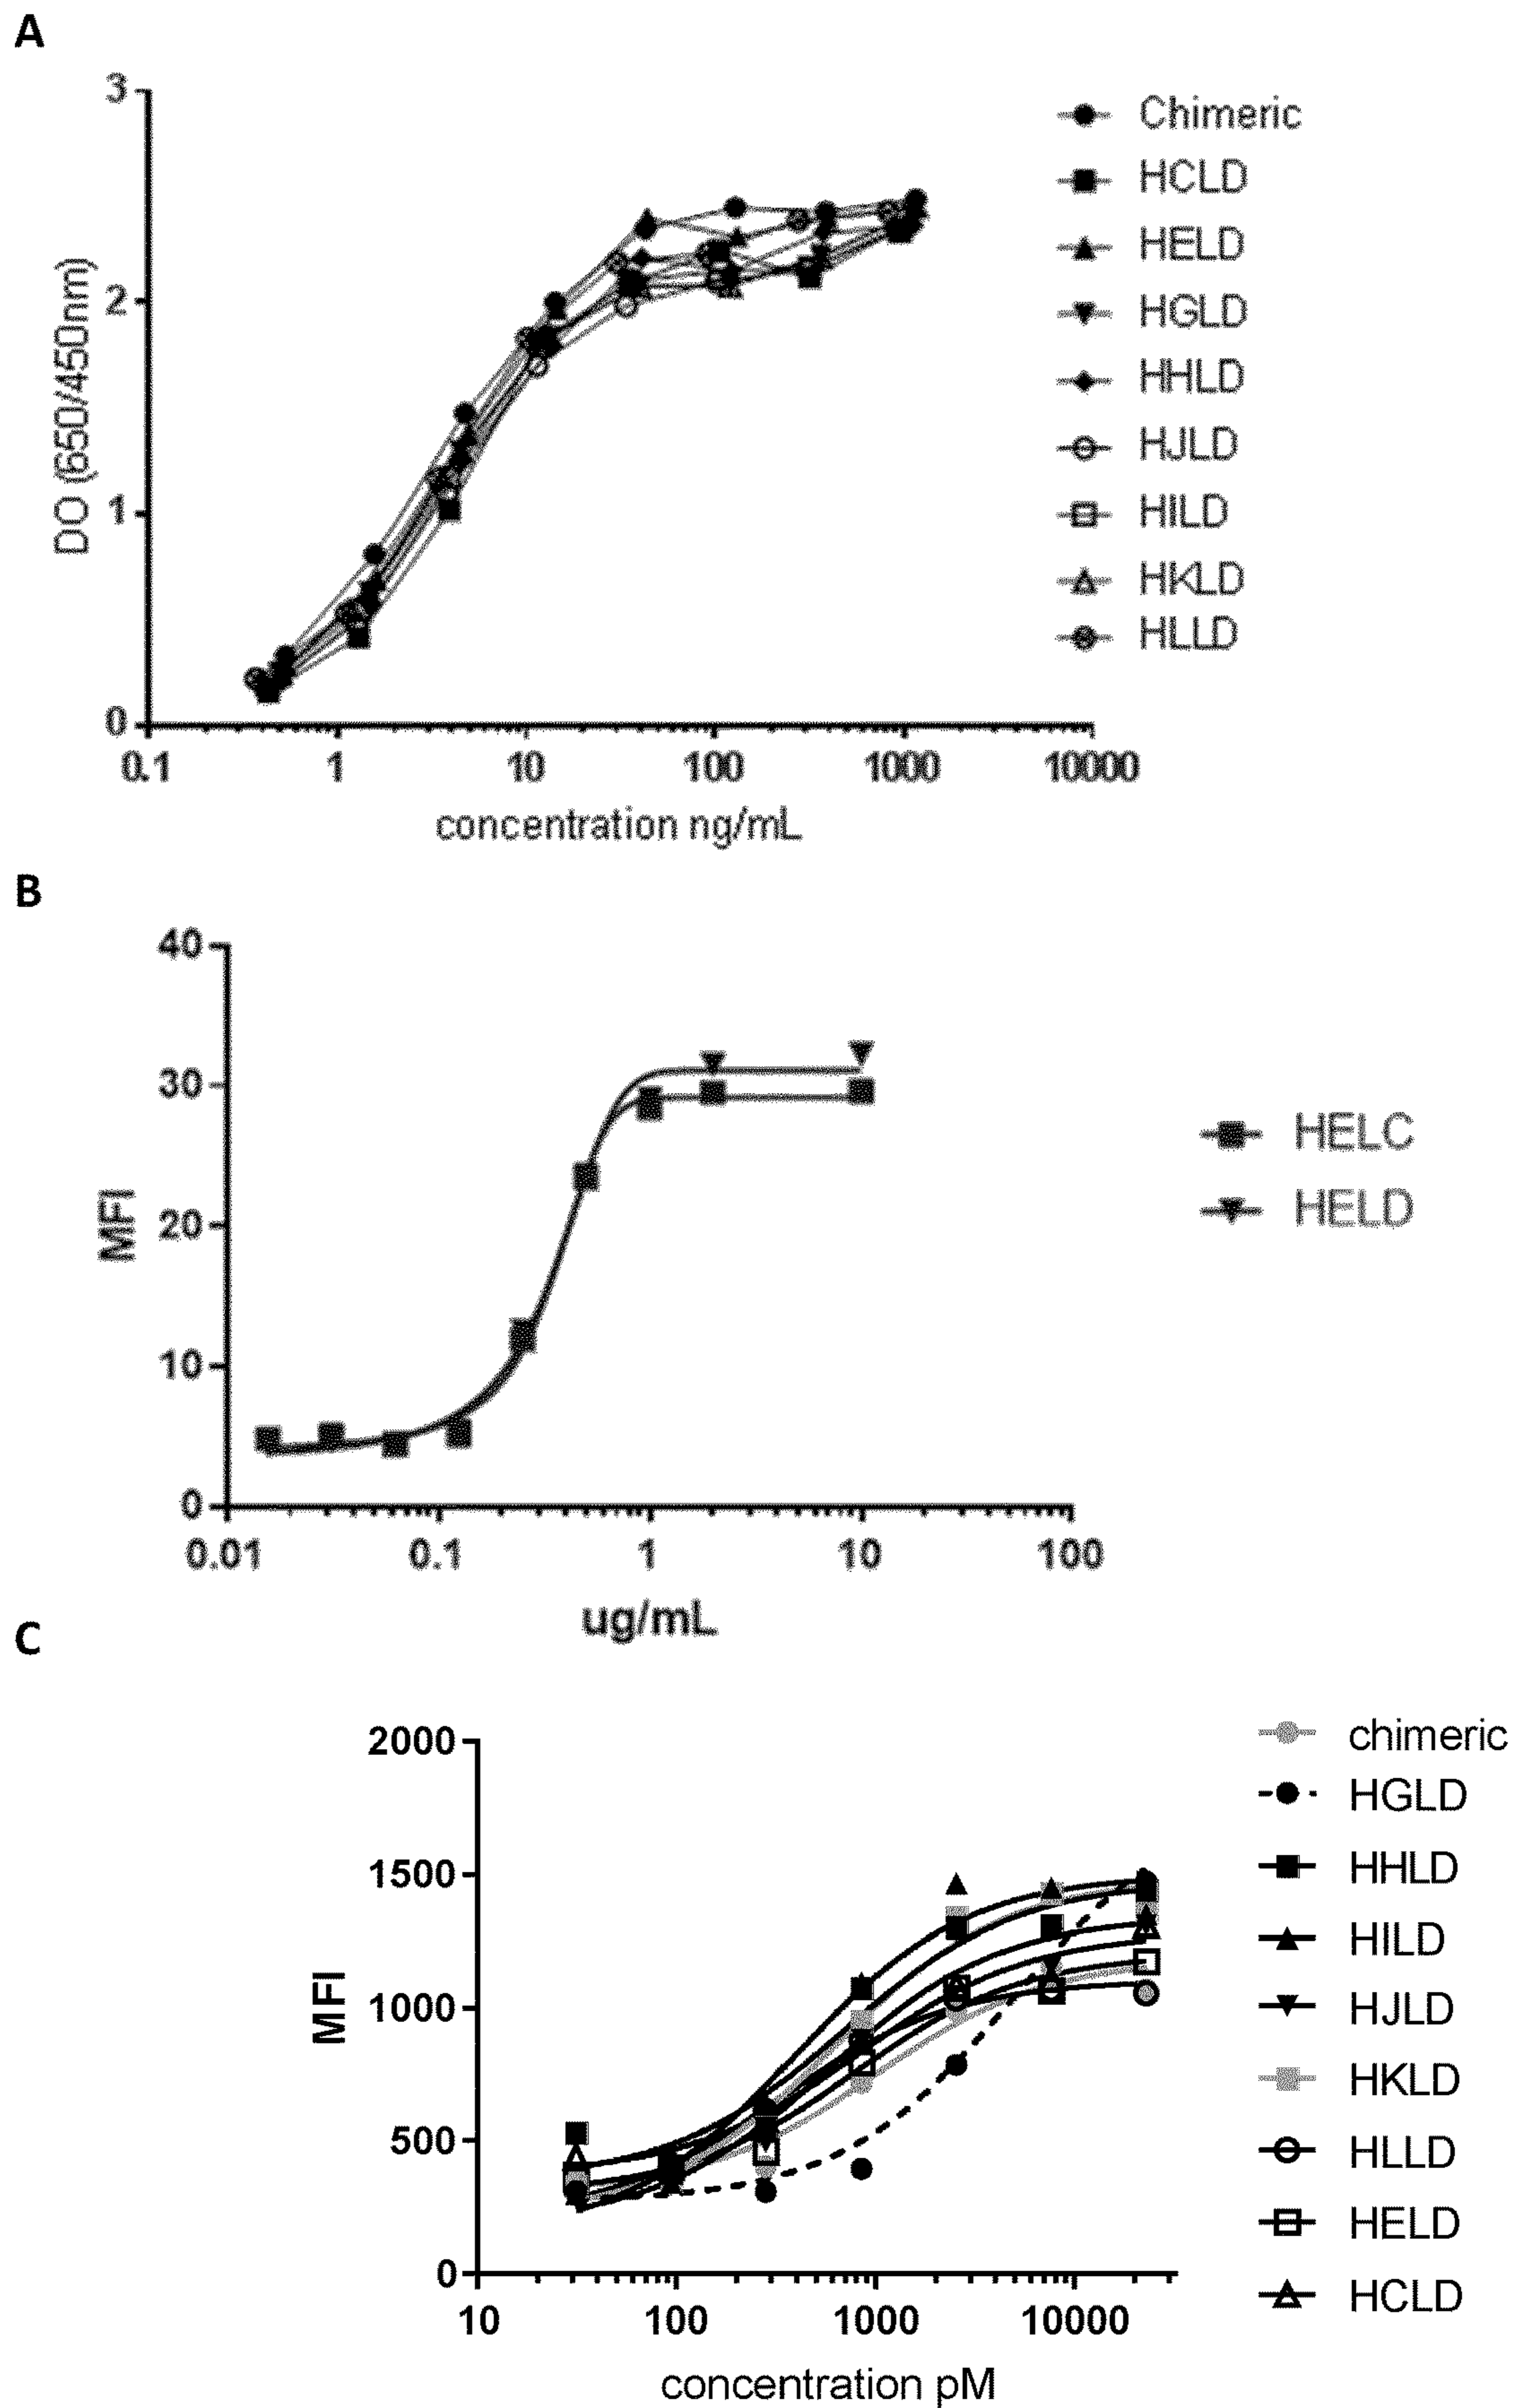 A
3
2
1
0
DO (650/450nm)
0.1 1 10 100 1000 10000
concentration ng/mL
Chimeric
HCLD
HELD
HGLD
HHLD
HJLD
HILD
HKLD
HLLD
B
40
30
20
10
0
MFI
0.01 0.1 1 10 100
ug/mL
HELC
HELD
C
2000
1500
1000
500
0
MFI
10 100 1000 10000
concentration pM
chimeric
HGLD
HHLD
HILD
HJLD
HKLD
HLLD
HELD
HCLD